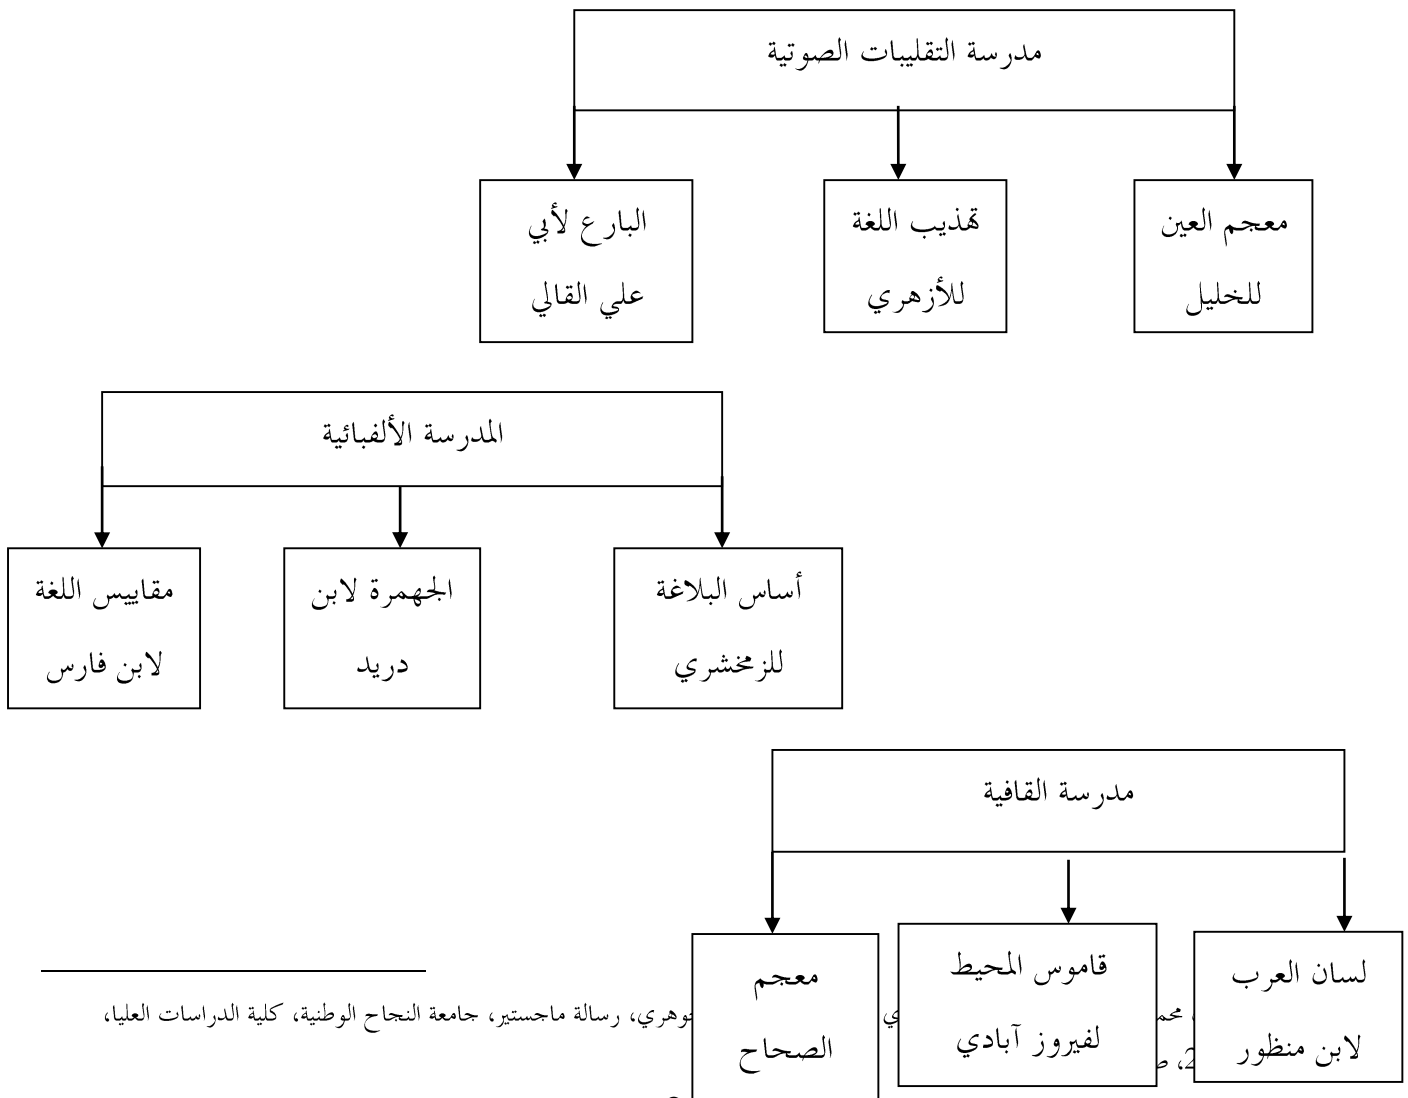 مدرسة التقليبات الصوتية
معجم العين
للخليل
تهذيب اللغة
للأزهري
البارع لأبي
علي القالي
المدرسة الألفبائية
أساس البلاغة
للزمخشري
الجهمرة لابن
دريد
مقاييس اللغة
لابن فارس
مدرسة القافية
لسان العرب
لابن منظور
قاموس المحيط
لفيروز آبادي
معجم
الصحاح
رسالة ماجستير، جامعة النجاح الوطنية، كلية الدراسات العليا،